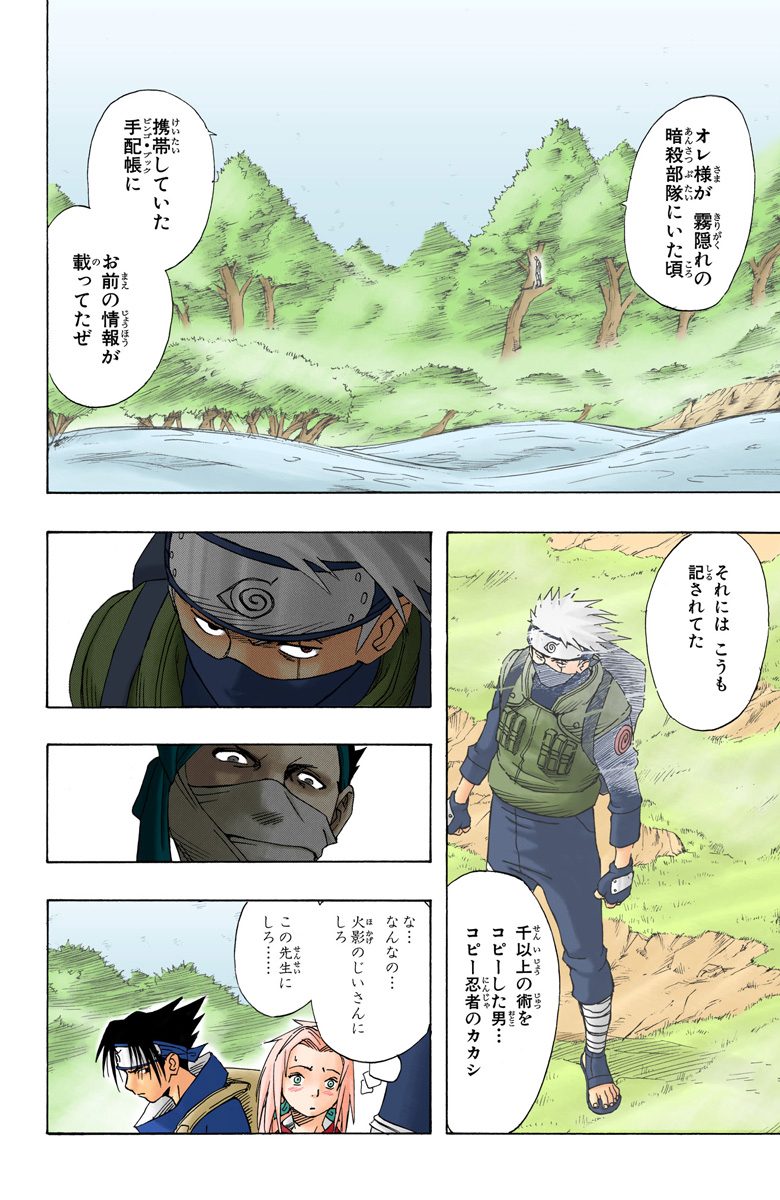 オレ様が 霧隠れの
暗殺部隊にいた頃
携帯していた
手配帳に
お前の情報が
載ってたぜ
それには こうも
記されてた
千以上の術を
コピーした男…
コピー忍者のカカシ
な…
なんなの…
火影のじいさんに
しろ
この先生に
しろ……